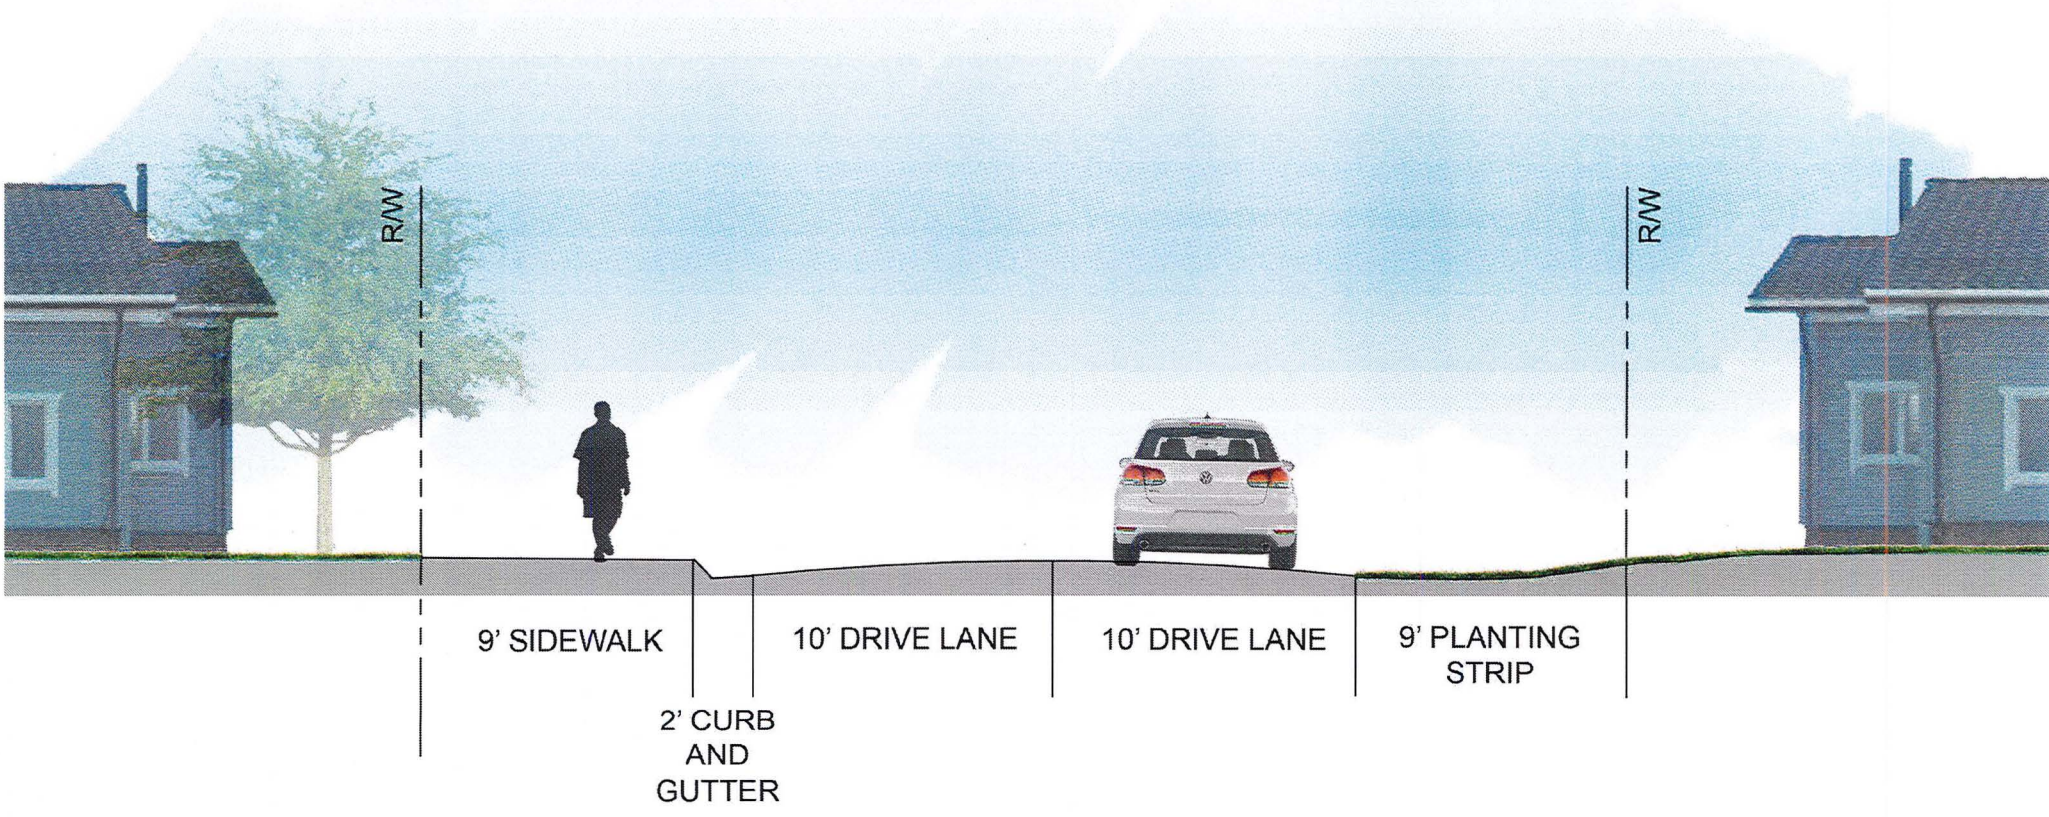 R/W
R/W
9’ SIDEWALK
10’ DRIVE LANE
10’ DRIVE LANE
9’ PLANTING
STRIP
2’ CURB
AND
GUTTER